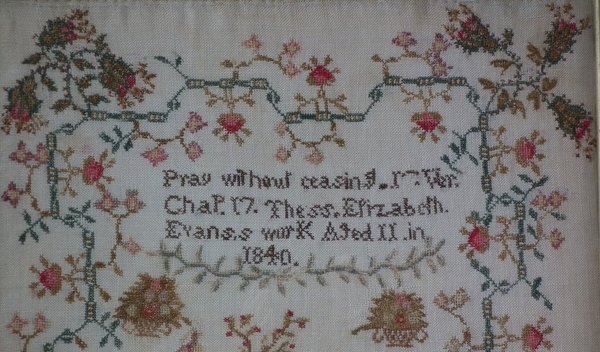 Pray without ceasing. 17. Ver.
Chap. 17. Thess. Elizabeth.
Evans,s work Aged 11. in
1840.